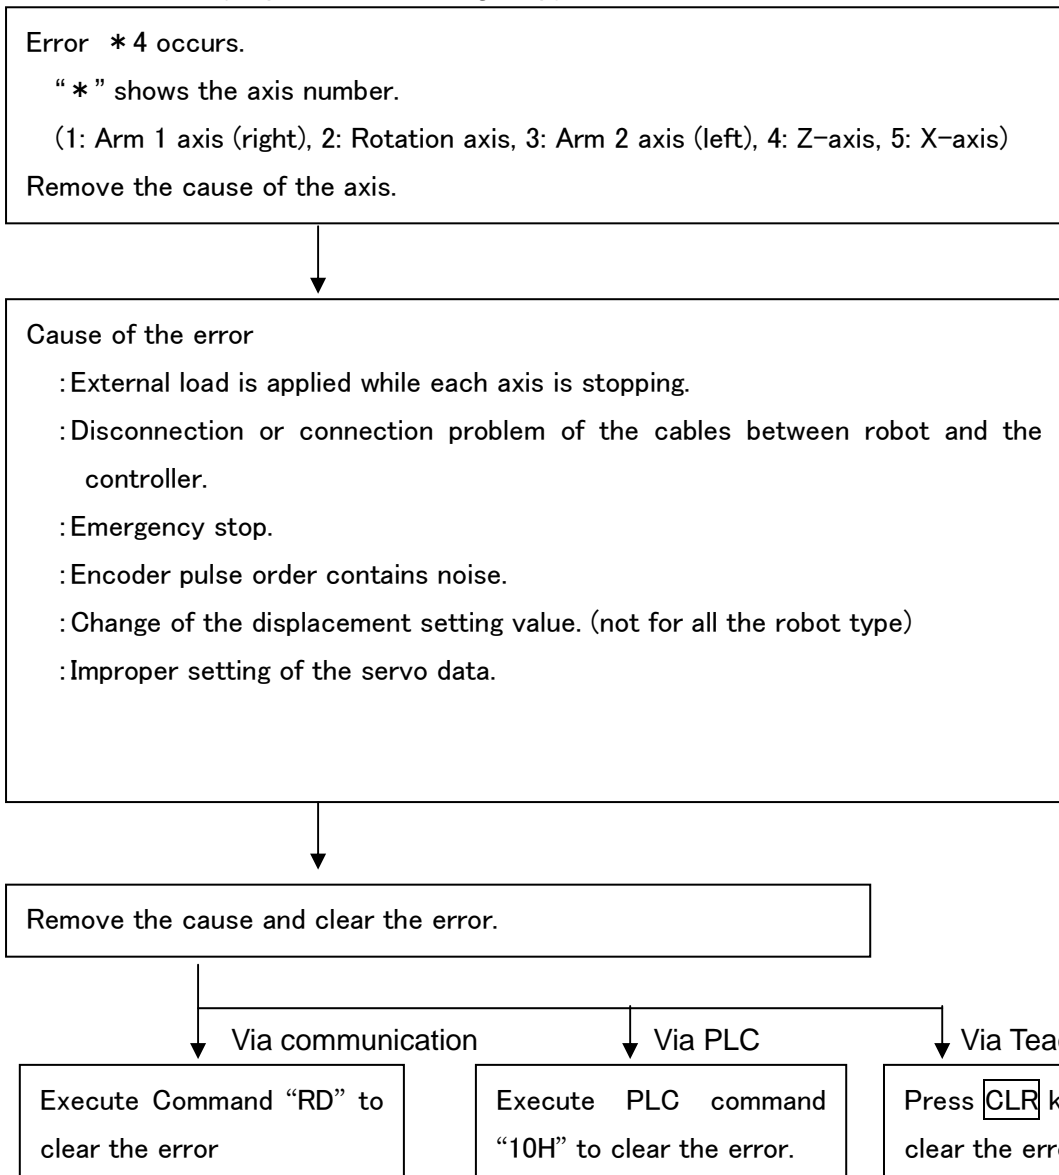 Error ＊4 occurs.
“＊” shows the axis number.
(1: Arm 1 axis (right), 2: Rotation axis, 3: Arm 2 axis (left), 4: Z-axis, 5: X-axis)
Remove the cause of the axis.
Cause of the error
:External load is applied while each axis is stopping.
:Disconnection or connection problem of the cables between robot and the
controller.
:Emergency stop.
:Encoder pulse order contains noise.
:Change of the displacement setting value. (not for all the robot type)
:Improper setting of the servo data.
Remove the cause and clear the error.
Via communication
Via PLC
Via
Execute Command “RD” to
clear the error
Execute PLC command
“10H” to clear the error.
Press CLR
clear the